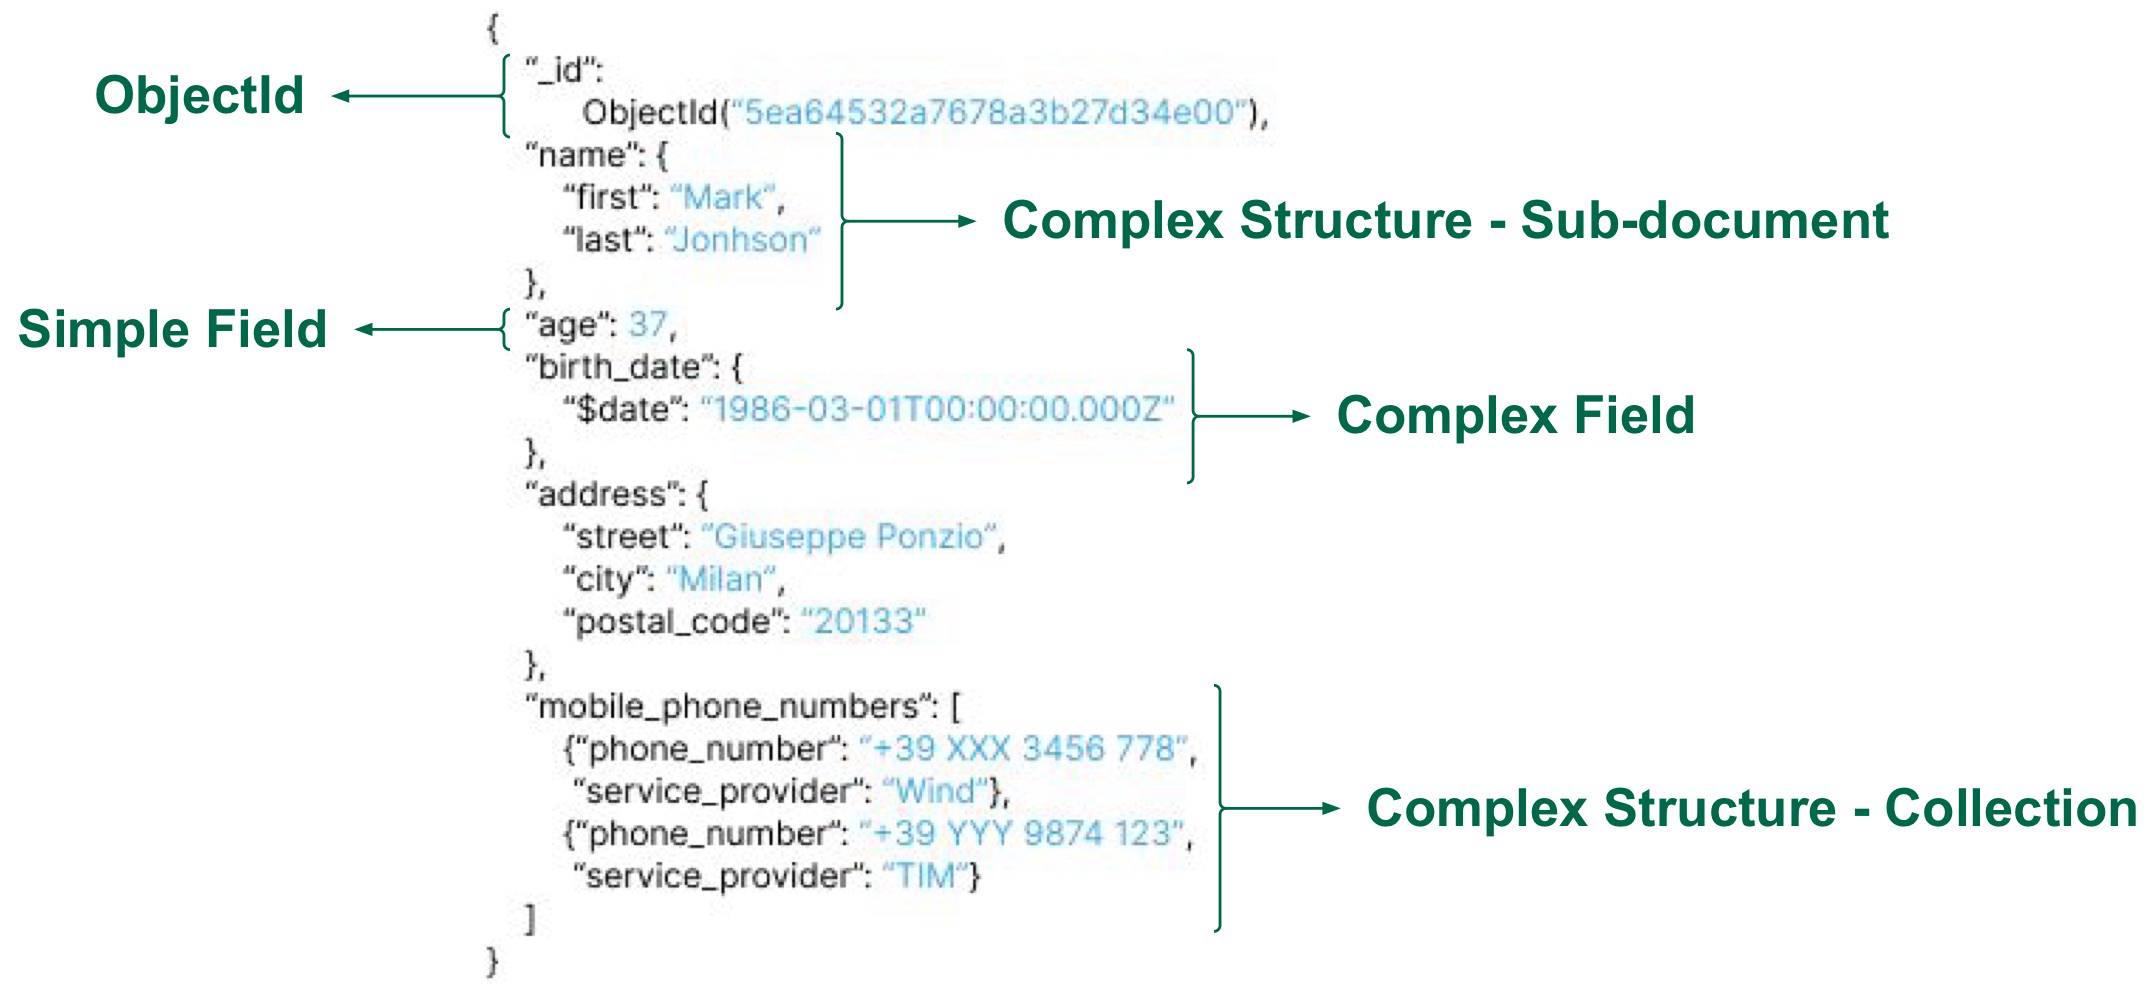 {
“_id”:
ObjectId
ObjectId(“5ea64532a7678a3b27d34e00”),
“name”: {
“first”: “Mark”,
“last”: “Jonhson”
Complex Structure - Sub-document
},
Simple Field
“age”: 37,
“birth_date”: {
“$date”: “1986-03-01T00:00:00.000Z”
Complex Field
},
“address”: {
“street”: “Giuseppe Ponzio”,
“city”: “Milan”,
“postal_code”: “20133”
},
“mobile_phone_numbers”: [
{“phone_number”: “+39 XXX 3456 778”,
“service_provider”: “Wind”},
Complex Structure - Collection
{“phone_number”: “+39 YYY 9874 123”,
“service_provider”: “TIM”}
]
}